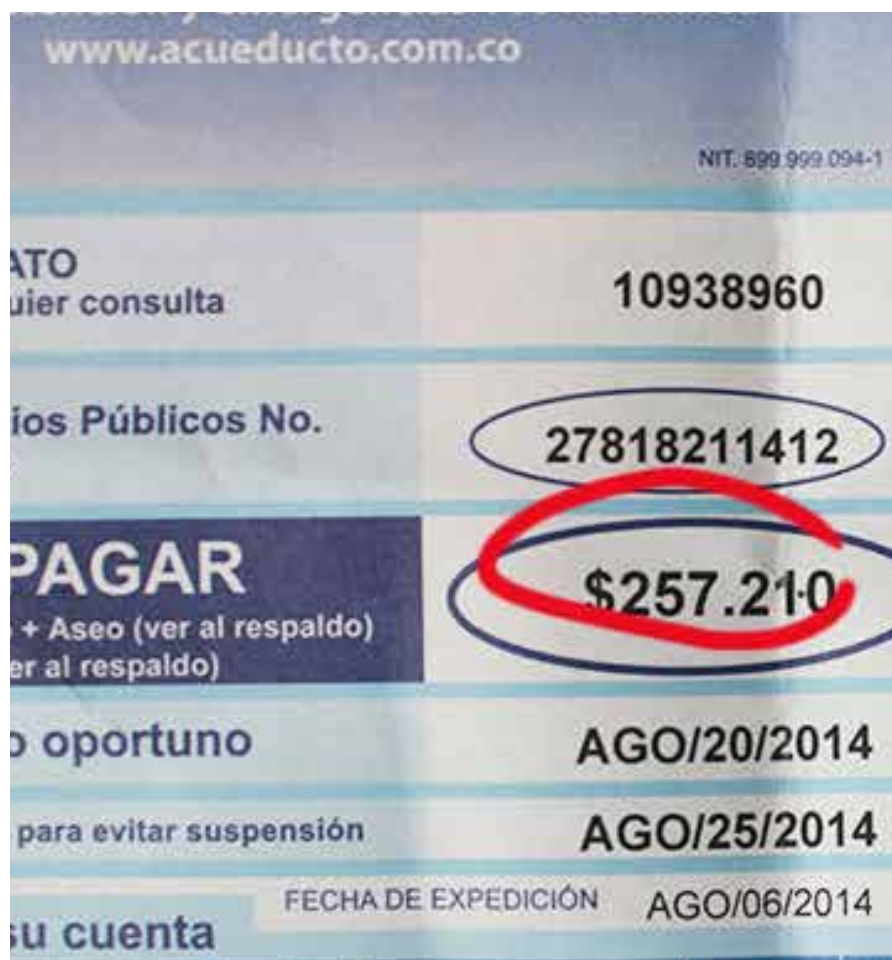 www.acueducto.com.co
NIT. 899.999.094-1
ATO
uier consulta
10938960
ios Públicos No.
27818211412
PAGAR
$257.210
+ Aseo (ver al respaldo)
er al respaldo)
o oportuno
AGO/20/2014
para evitar suspensión
AGO/25/2014
FECHA DE EXPEDICIÓN AGO/06/2014
su cuenta